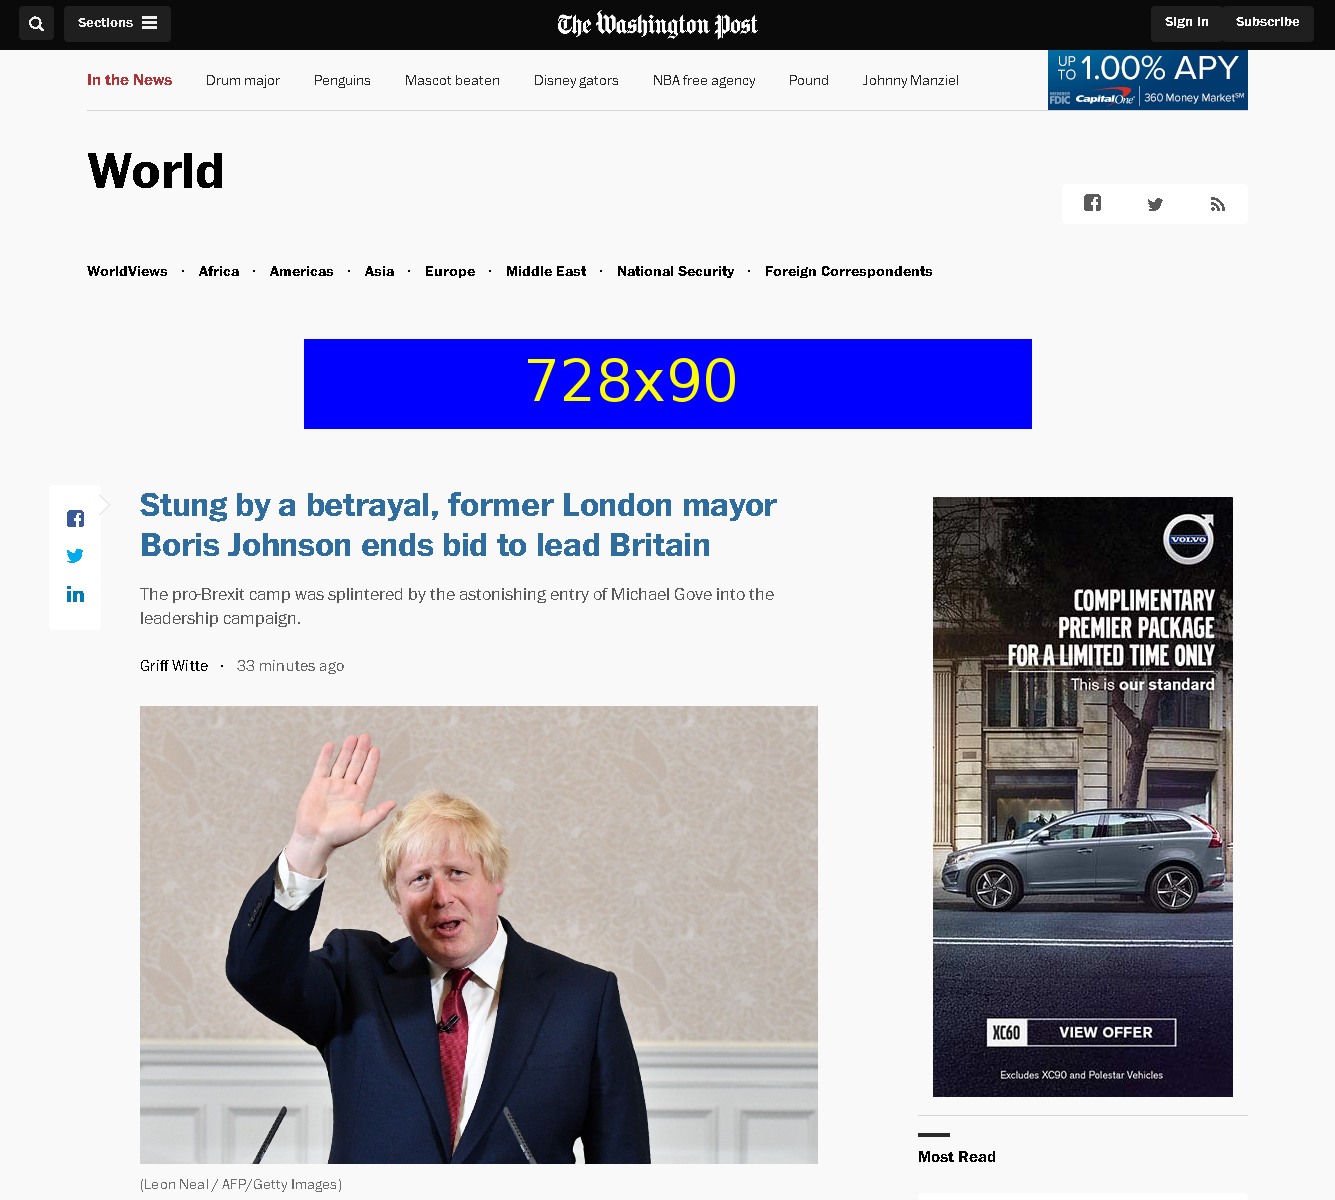 Sections
The Washington Post
Sign In
Subscribe
In the News
Drum major
Penguins
Mascot beaten
Disney gators
NBA free agency
Pound
Johnny Manziel
UP TO 1.00% APY
MEMBER FDIC Capital One 360 Money Market SM
World
WorldViews · Africa · Americas · Asia · Europe · Middle East · National Security · Foreign Correspondents
728x90
Stung by a betrayal, former London mayor
Boris Johnson ends bid to lead Britain
The pro-Brexit camp was splintered by the astonishing entry of Michael Gove into the
leadership campaign.
Griff Witte · 33 minutes ago
(Leon Neal / AFP/Getty Images)
VOLVO
COMPLIMENTARY
PREMIER PACKAGE
FOR A LIMITED TIME ONLY
This is our standard
XC60 VIEW OFFER
Excludes XC90 and Polestar Vehicles
Most Read